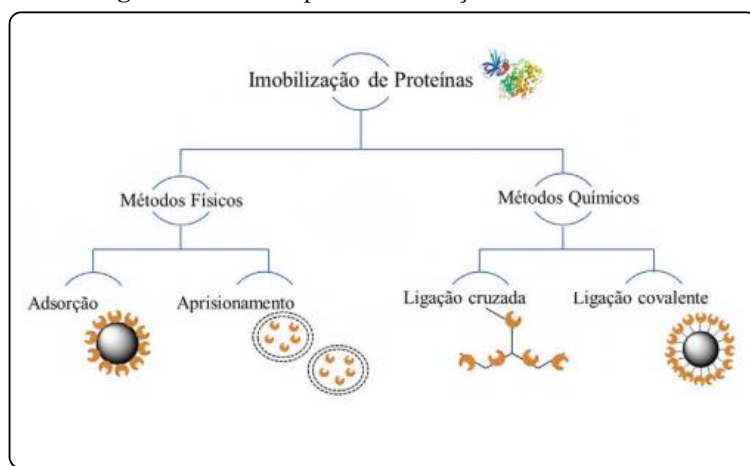 Imobilização de Proteínas
Métodos Físicos
Métodos Químicos
Adsorção
Aprisionamento
Ligação cruzada
Ligação covalente